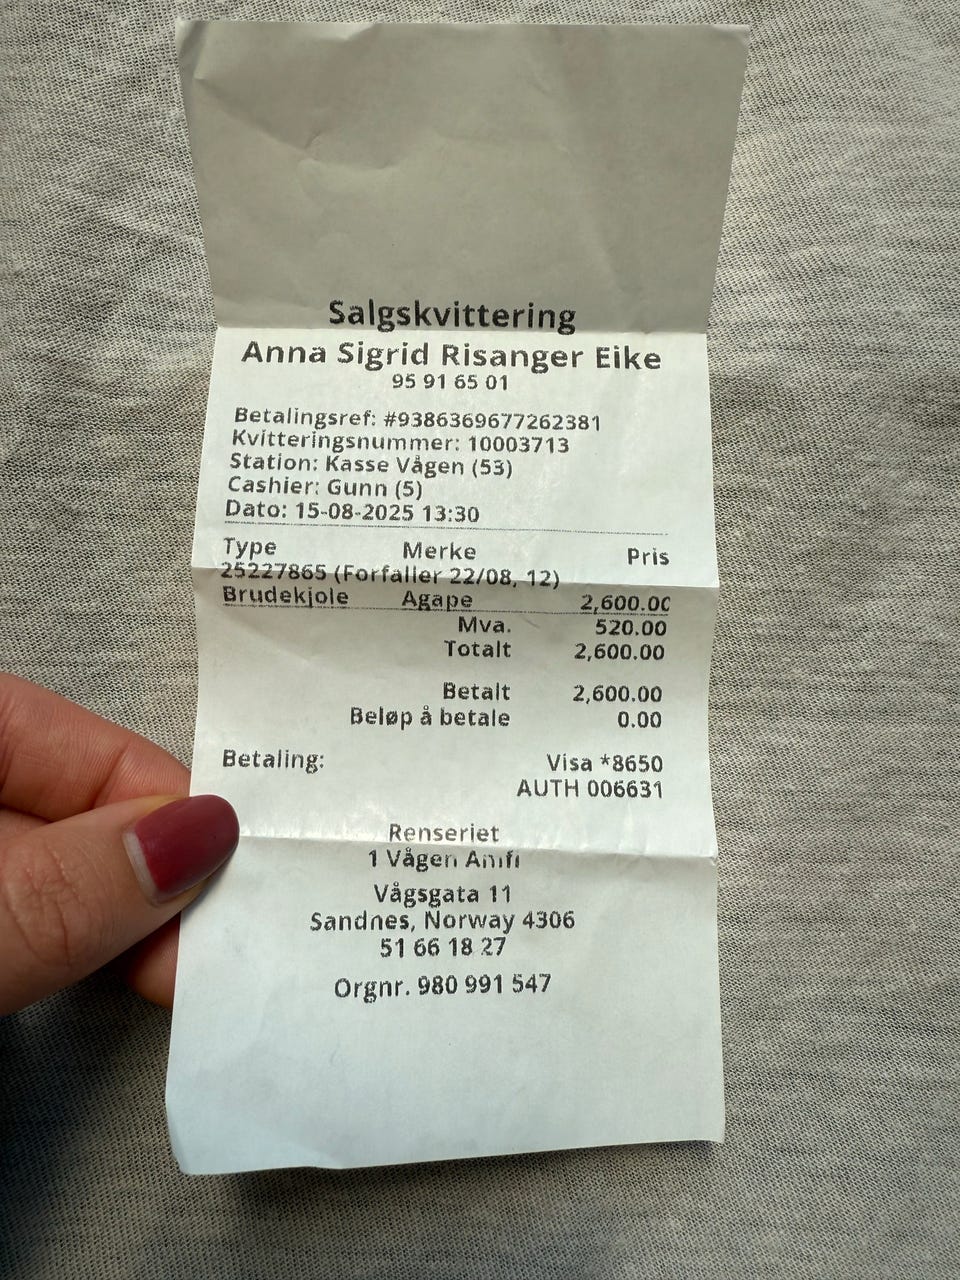 Salgskvittering
Anna Sigrid Risanger Eike
95 91 65 01
Betalingsref: #9386369677262381
Kvitteringsnummer: 10003713
Station: Kasse Vågen (53)
Cashier: Gunn (5)
Dato: 15-08-2025 13:30
Type Merke Pris
25227865 (Forfaller 22/08, 12)
Brudekjole Agape 2,600.00
Mva. 520.00
Totalt 2,600.00
Betalt 2,600.00
Beløp å betale 0.00
Betaling: Visa *8650
AUTH 006631
Renseriet
1 Vågen Amfi
Vågsgata 11
Sandnes, Norway 4306
51 66 18 27
Orgnr. 980 991 547